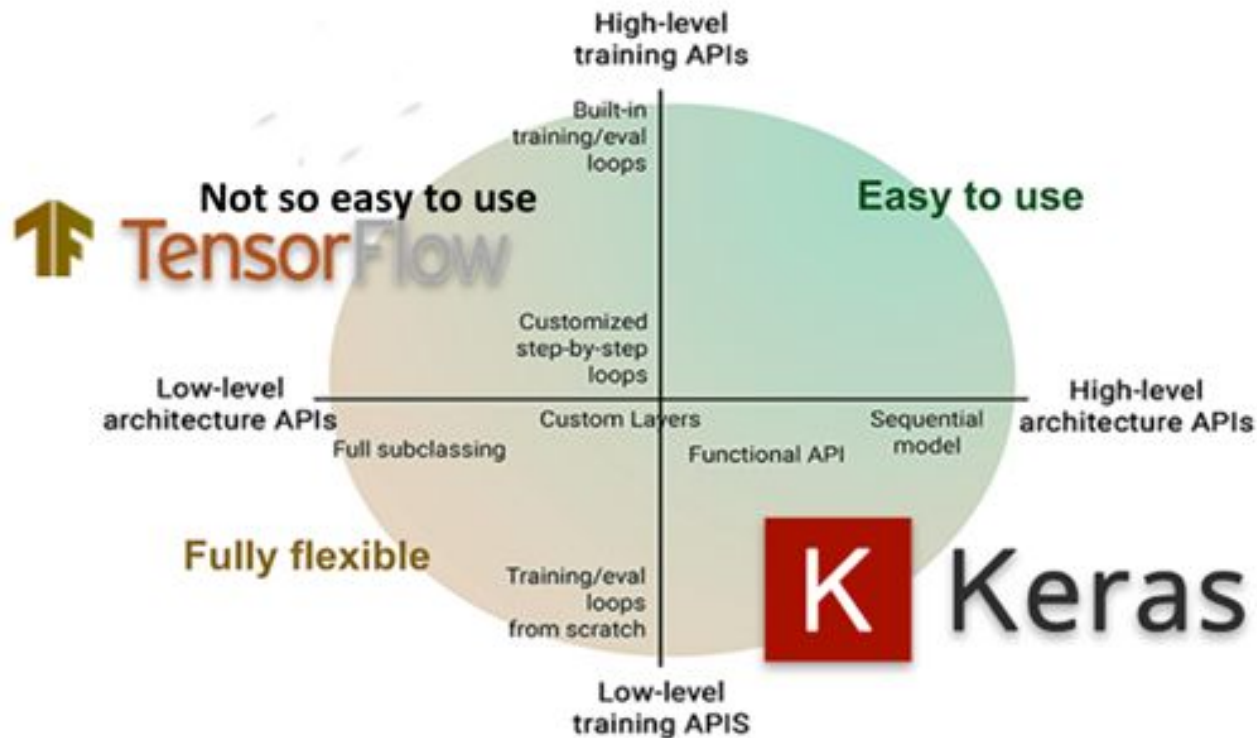 High-level
training APIs
Built-in
training/eval
loops
Not so easy to use
Easy to use
TF TensorFlow
Customized
step-by-step
loops
Low-level
architecture APIs
High-level
architecture APIs
Custom Layers
Sequential
model
Full subclassing
Functional API
Fully flexible
K Keras
Training/eval
loops
from scratch
Low-level
training APIS